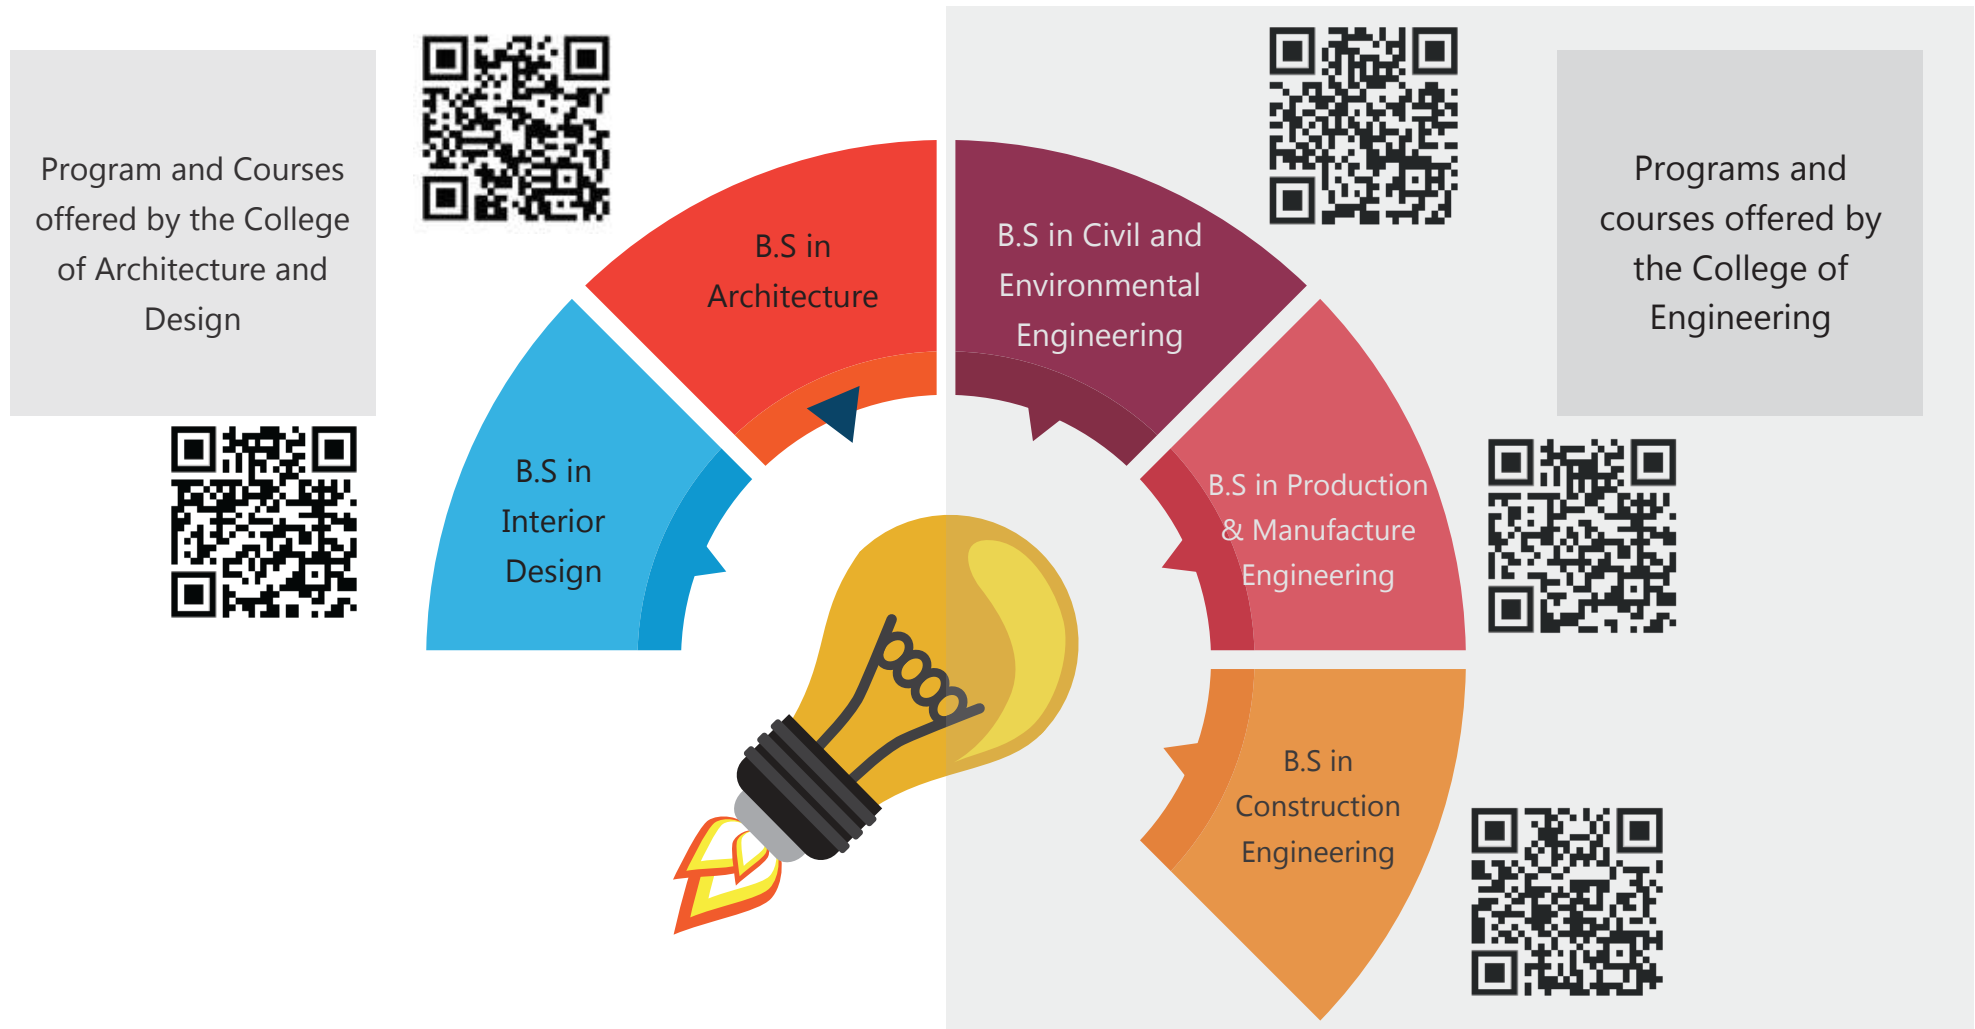 Program and Courses
offered by the College
of Architecture and
Design
B.S in
Architecture
B.S in
Interior
Design
B.S in Civil and
Environmental
Engineering
B.S in Production
& Manufacture
Engineering
B.S in
Construction
Engineering
Programs and
courses offered by
the College of
Engineering